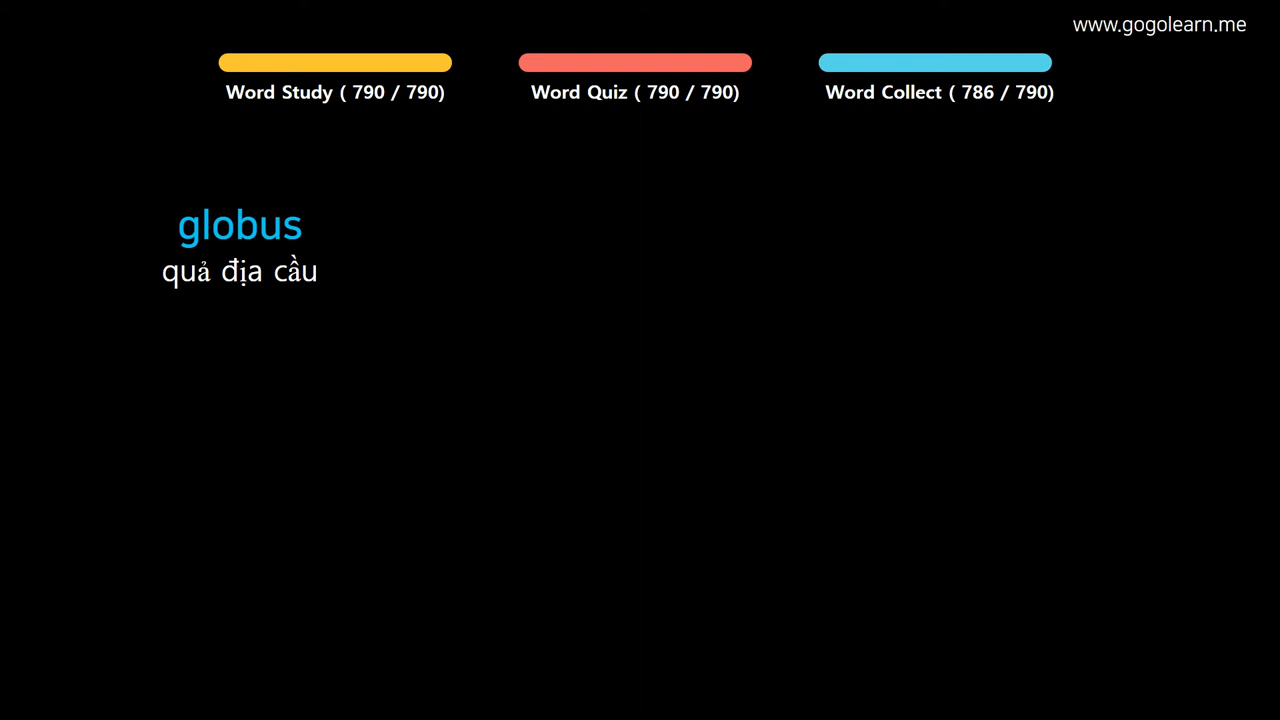 www.gogolearn.me
Word Study ( 790 / 790)
Word Quiz ( 790 / 790)
Word Collect ( 786 / 790)
globus
quả địa cầu